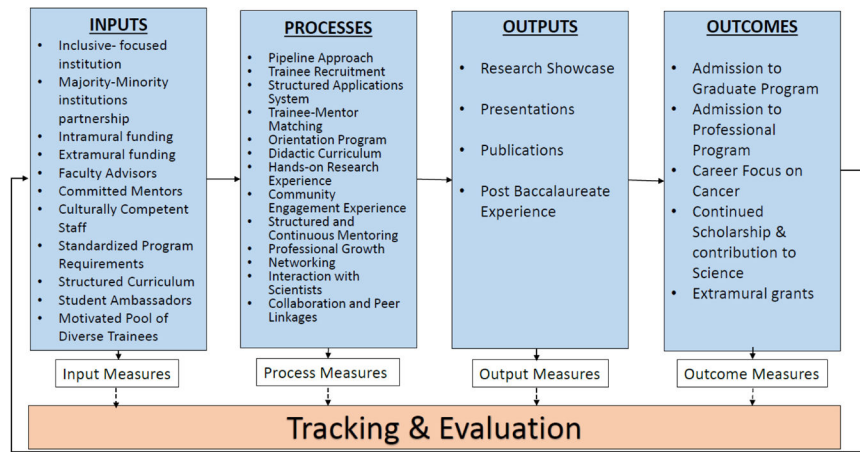 INPUTS
• Inclusive- focused
institution
• Majority-Minority
institutions
partnership
• Intramural funding
• Extramural funding
• Faculty Advisors
• Committed Mentors
• Culturally Competent
Staff
• Standardized Program
Requirements
• Structured Curriculum
• Student Ambassadors
• Motivated Pool of
Diverse Trainees
Input Measures
PROCESSES
• Pipeline Approach
• Trainee Recruitment
• Structured Applications
System
• Trainee-Mentor
Matching
• Orientation Program
• Didactic Curriculum
• Hands-on Research
Experience
• Community
Engagement Experience
• Structured and
Continuous Mentoring
• Professional Growth
• Networking
• Interaction with
Scientists
• Collaboration and Peer
Linkages
Process Measures
OUTPUTS
• Research Showcase
• Presentations
• Publications
• Post Baccalaureate
Experience
Output Measures
OUTCOMES
• Admission to
Graduate Program
• Admission to
Professional
Program
• Career Focus on
Cancer
• Continued
Scholarship &
contribution to
Science
• Extramural grants
Outcome Measures
Tracking & Evaluation